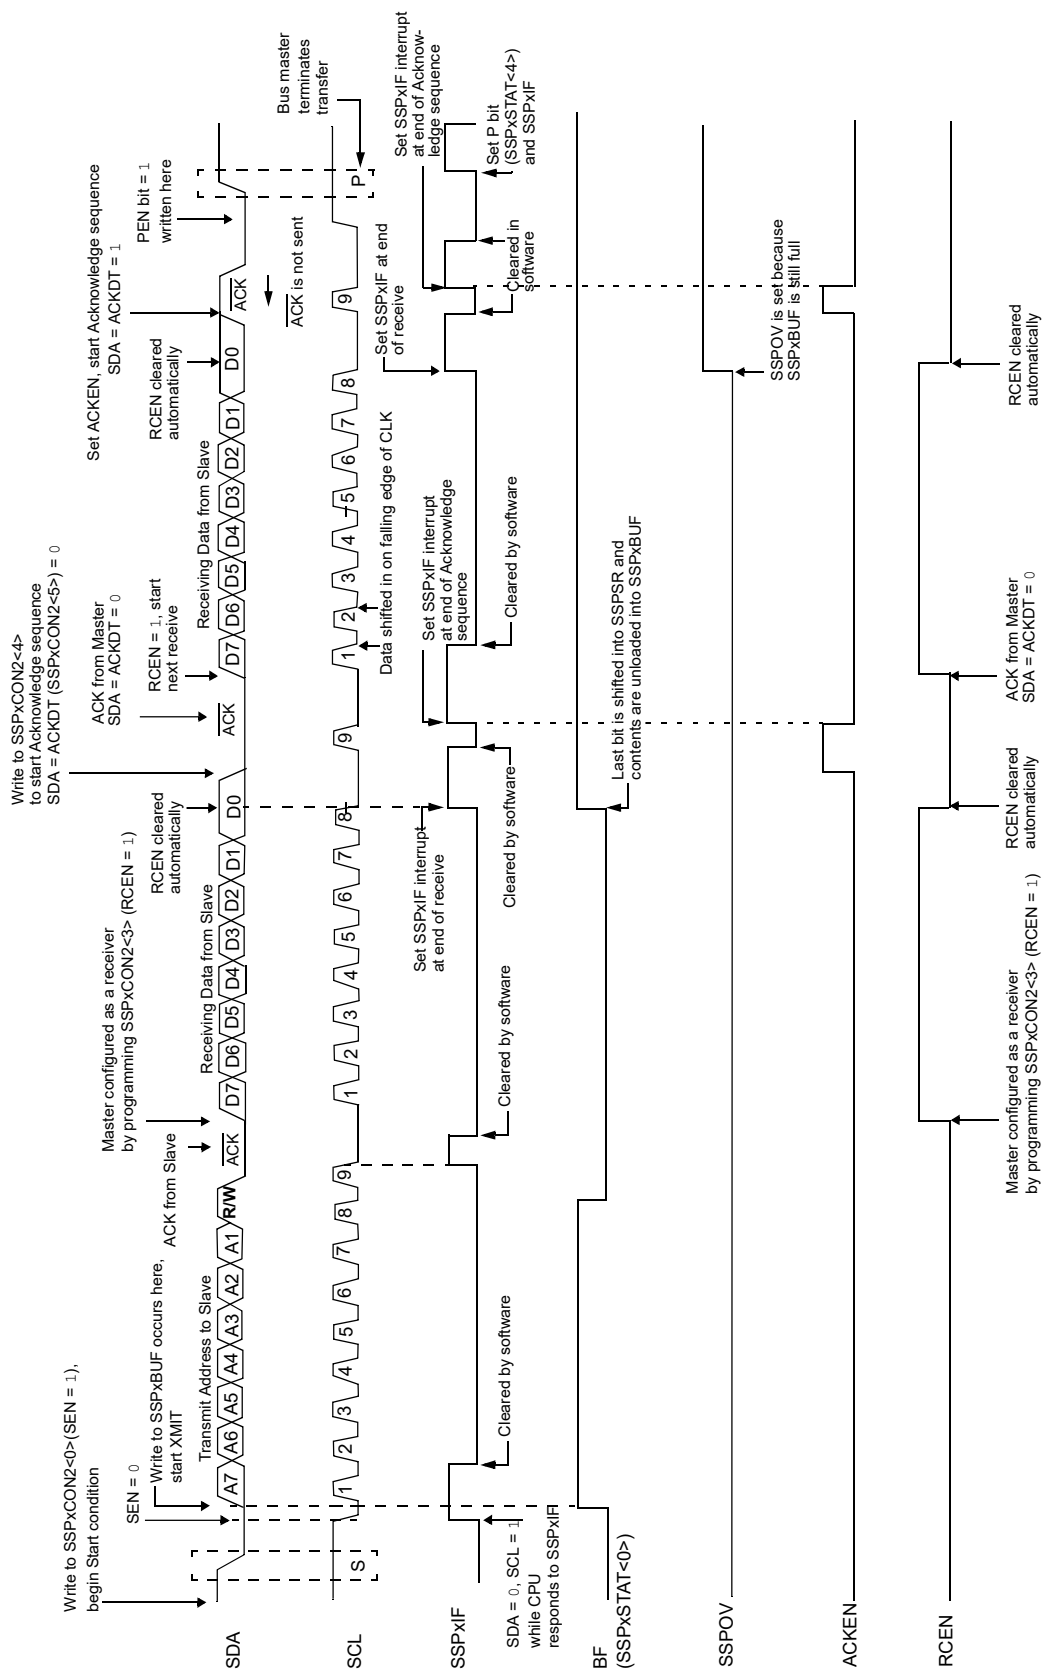 Write to SSPxCON2<0>(SEN = 1),
begin Start condition
SEN = 0
Write to SSPxBUF occurs here,
start XMIT
ACK from Slave
Master configured as a receiver
by programming SSPxCON2<3> (RCEN = 1)
RCEN cleared
automatically
Write to SSPxCON2<4>
to start Acknowledge sequence
SDA = ACKDT (SSPxCON2<5>) = 0
ACK from Master
SDA = ACKDT = 0
RCEN = 1, start
next receive
RCEN cleared
automatically
Set ACKEN, start Acknowledge sequence
SDA = ACKDT = 1
PEN bit = 1
written here
Transmit Address to Slave
Receiving Data from Slave
Receiving Data from Slave
SDA
A7 A6 A5 A4 A3 A2 A1 R/W ACK D7 D6 D5 D4 D3 D2 D1 D0 ACK D7 D6 D5 D4 D3 D2 D1 D0 ACK
ACK is not sent
Bus master
terminates
transfer
SCL
S 1 2 3 4 5 6 7 8 9 1 2 3 4 5 6 7 8 9 1 2 3 4 5 6 7 8 9 P
Data shifted in on falling edge of CLK
Set SSPxIF interrupt
at end of receive
Set SSPxIF interrupt
at end of Acknowledge
sequence
Set SSPxIF at end
of receive
Set SSPxIF interrupt
at end of Acknow-
ledge sequence
SSPxIF
SDA = 0, SCL = 1
while CPU
responds to SSPxIF
Cleared by software
Cleared by software
Cleared by software
Cleared by software
Cleared in
software
Set P bit
(SSPxSTAT<4>)
and SSPxIF
BF
(SSPxSTAT<0>)
Last bit is shifted into SSPSR and
contents are unloaded into SSPxBUF
SSPOV
SSPOV is set because
SSPxBUF is still full
ACKEN
RCEN
Master configured as a receiver
by programming SSPxCON2<3> (RCEN = 1)
RCEN cleared
automatically
ACK from Master
SDA = ACKDT = 0
RCEN cleared
automatically